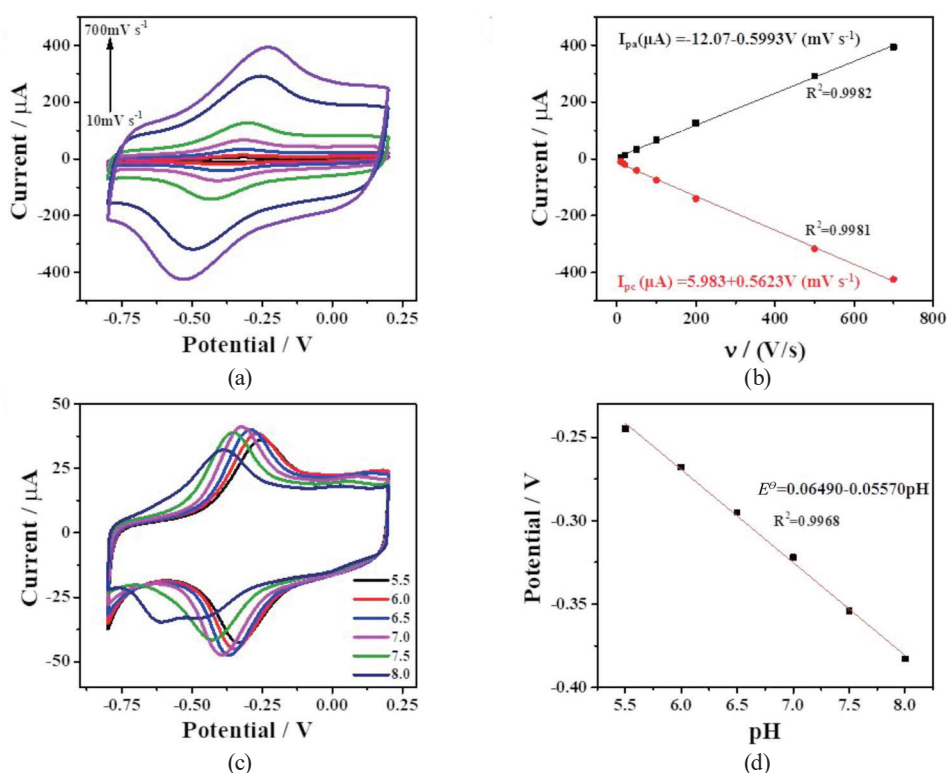 700mV s⁻¹
10mV s⁻¹
400
200
0
-200
-400
Current / μA
-0.75 -0.50 -0.25 0.00 0.25
Potential / V
(a)
I_pa(μA) =-12.07-0.5993V (mV s⁻¹)
R²=0.9982
R²=0.9981
I_pc (μA) =5.983+0.5623V (mV s⁻¹)
400
200
0
-200
-400
Current / μA
0 200 400 600 800
ν / (V/s)
(b)
50
25
0
-25
-50
Current / μA
5.5
6.0
6.5
7.0
7.5
8.0
-0.75 -0.50 -0.25 0.00 0.25
Potential / V
(c)
-0.25
-0.30
-0.35
-0.40
Potential / V
E^Θ=0.06490-0.05570pH
R²=0.9968
5.5 6.0 6.5 7.0 7.5 8.0
pH
(d)